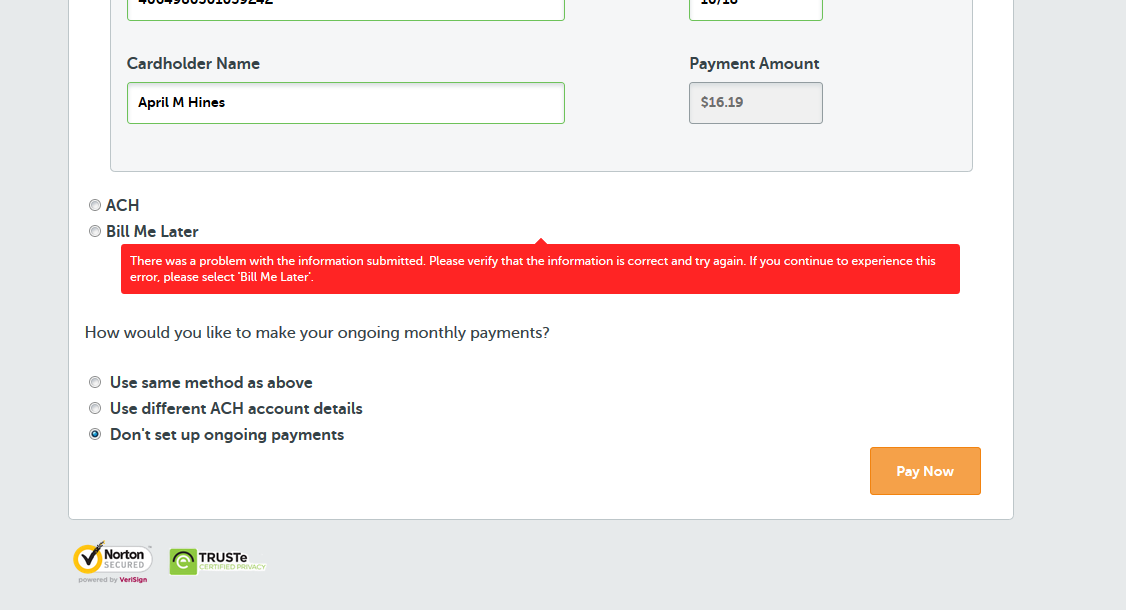 Cardholder Name
Payment Amount
April M Hines
$16.19
ACH
Bill Me Later
There was a problem with the information submitted. Please verify that the information is correct and try again. If you continue to experience this
error, please select 'Bill Me Later'.
How would you like to make your ongoing monthly payments?
Use same method as above
Use different ACH account details
Don't set up ongoing payments
Pay Now
Norton
SECURED
powered by VeriSign
TRUSTe
CERTIFIED PRIVACY